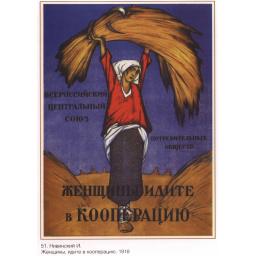 ВСЕРОССИЙСКИЙ
ЦЕНТРАЛЬНЫЙ
СОЮЗ
ПОТРЕБИТЕЛЬНЫХ
ОБЩЕСТВ
ЖЕНЩИНЫ ИДИТЕ
в КООПЕРАЦИЮ
51. Нивинский И.
Женщины, идите в кооперацию. 1918